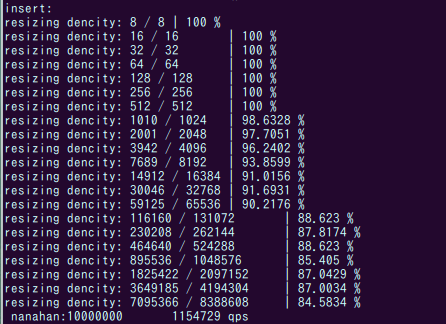 insert:
resizing dencity: 8 / 8 | 100 %
resizing dencity: 16 / 16 | 100 %
resizing dencity: 32 / 32 | 100 %
resizing dencity: 64 / 64 | 100 %
resizing dencity: 128 / 128 | 100 %
resizing dencity: 256 / 256 | 100 %
resizing dencity: 512 / 512 | 100 %
resizing dencity: 1010 / 1024 | 98.6328 %
resizing dencity: 2001 / 2048 | 97.7051 %
resizing dencity: 3942 / 4096 | 96.2402 %
resizing dencity: 7689 / 8192 | 93.8599 %
resizing dencity: 14912 / 16384 | 91.0156 %
resizing dencity: 30046 / 32768 | 91.6931 %
resizing dencity: 59125 / 65536 | 90.2176 %
resizing dencity: 116160 / 131072 | 88.623 %
resizing dencity: 230208 / 262144 | 87.8174 %
resizing dencity: 464640 / 524288 | 88.623 %
resizing dencity: 895536 / 1048576 | 85.405 %
resizing dencity: 1825422 / 2097152 | 87.0429 %
resizing dencity: 3649185 / 4194304 | 87.0034 %
resizing dencity: 7095366 / 8388608 | 84.5834 %
nanahan:10000000 1154729 qps